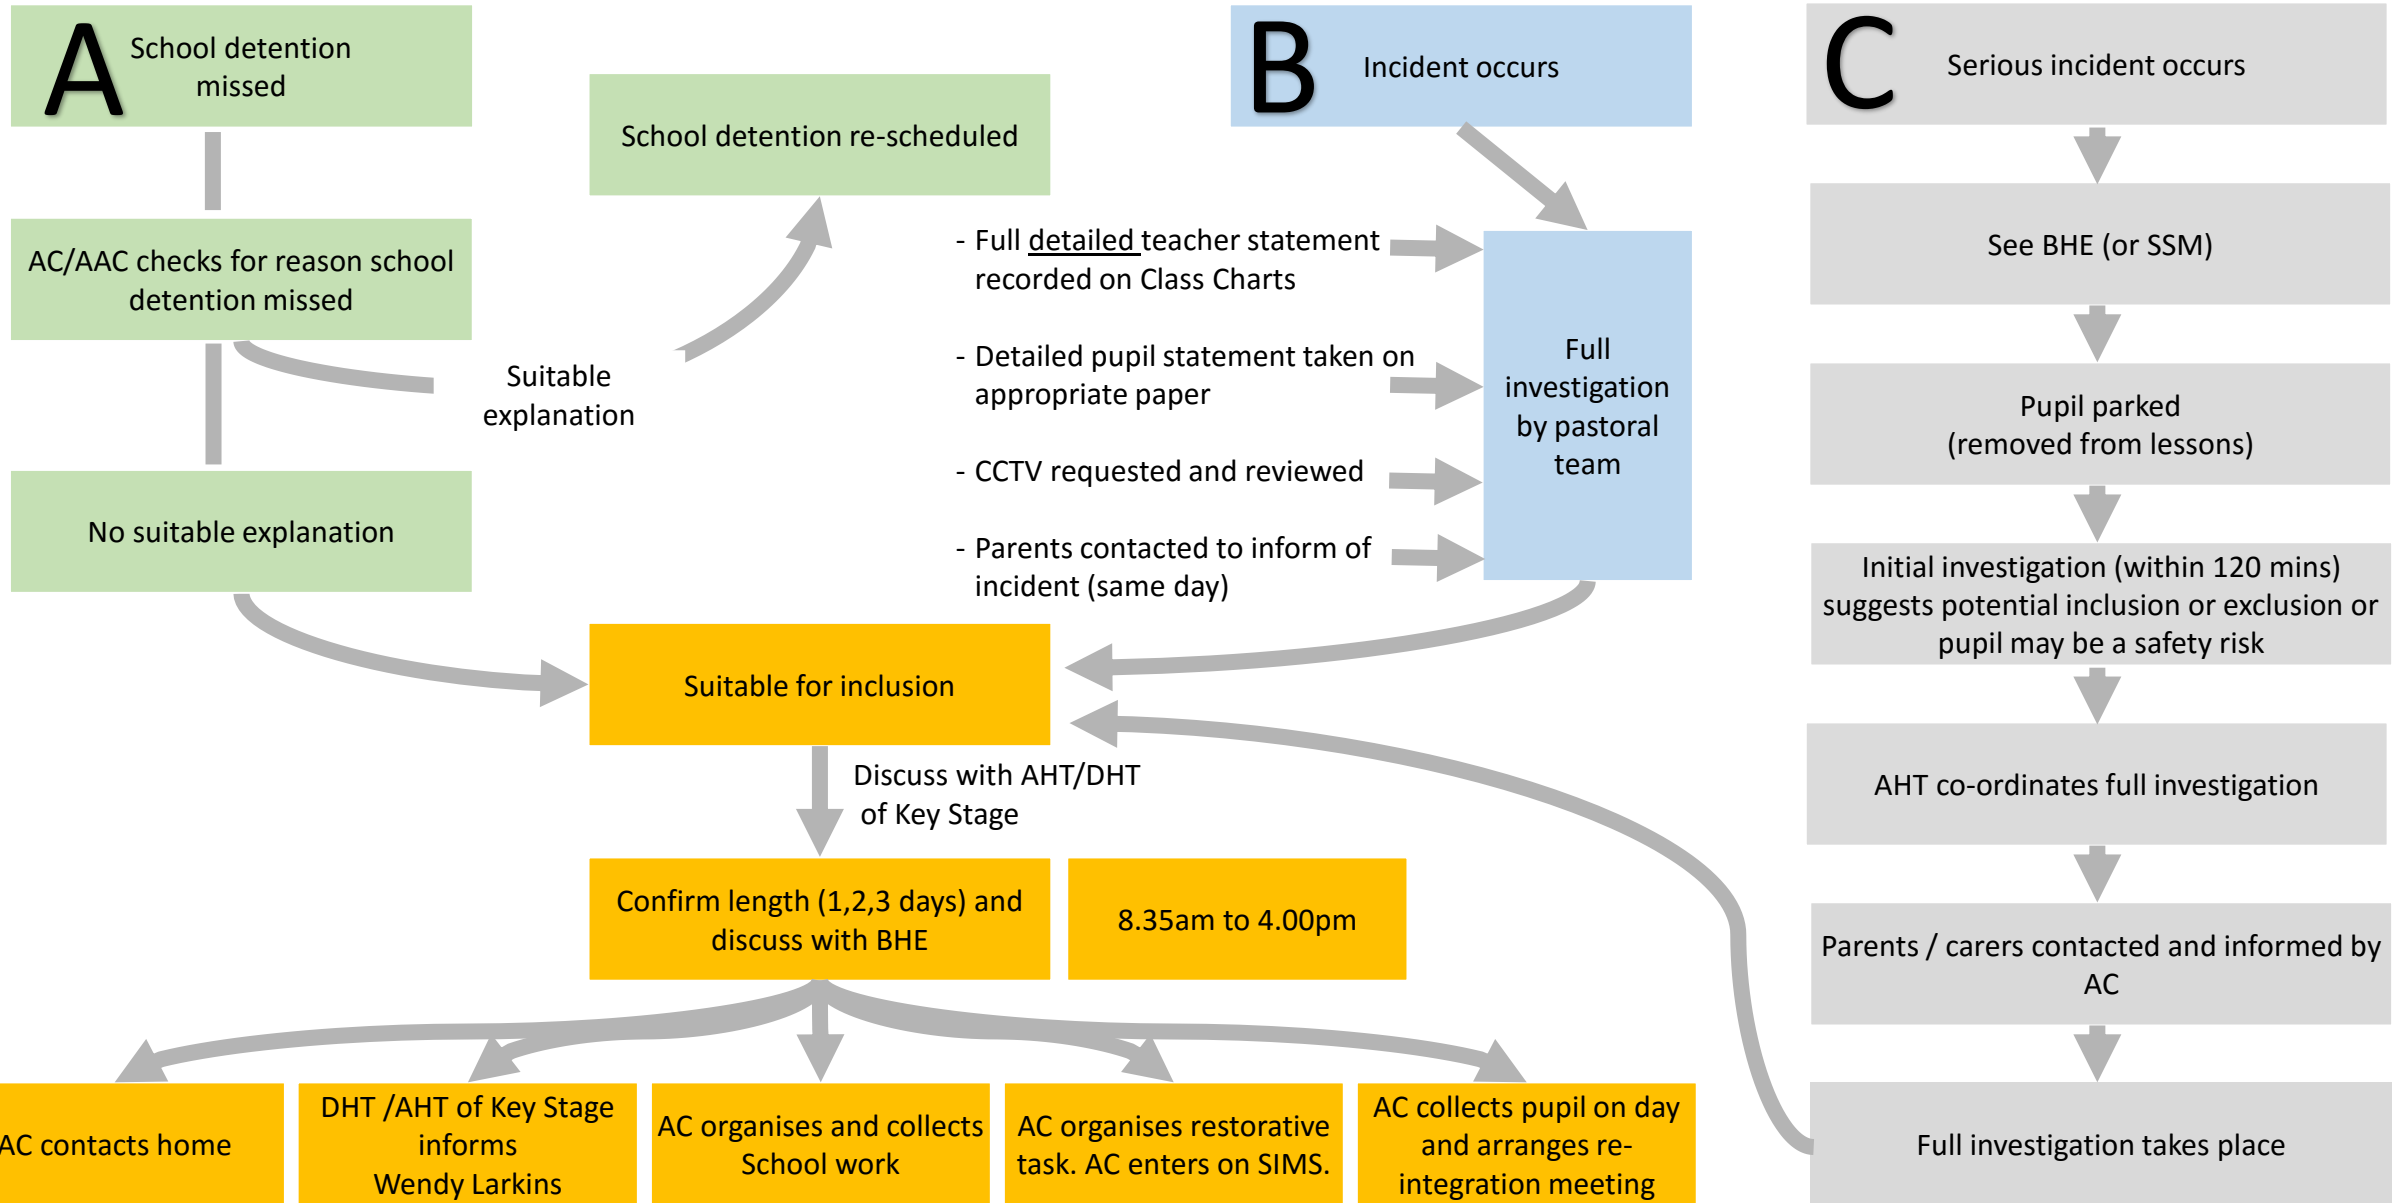 A
School detention
missed
AC/AAC checks for reason school
detention missed
No suitable explanation
Suitable
explanation
School detention re-scheduled
B
Incident occurs
- Full detailed teacher statement
recorded on Class Charts
- Detailed pupil statement taken on
appropriate paper
- CCTV requested and reviewed
- Parents contacted to inform of
incident (same day)
Full
investigation
by pastoral
team
C
Serious incident occurs
See BHE (or SSM)
Pupil parked
(removed from lessons)
Initial investigation (within 120 mins)
suggests potential inclusion or exclusion or
pupil may be a safety risk
AHT co-ordinates full investigation
Parents / carers contacted and informed by
AC
Full investigation takes place
Suitable for inclusion
Discuss with AHT/DHT
of Key Stage
Confirm length (1,2,3 days) and
discuss with BHE
8.35am to 4.00pm
AC contacts home
DHT /AHT of Key Stage
informs
Wendy Larkins
AC organises and collects
School work
AC organises restorative
task. AC enters on SIMS.
AC collects pupil on day
and arranges re-
integration meeting